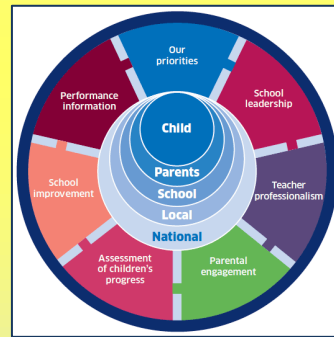 Our
priorities
School
leadership
Teacher
professionalism
Parental
engagement
Assessment
of children's
progress
School
improvement
Performance
information
Child
Parents
School
Local
National